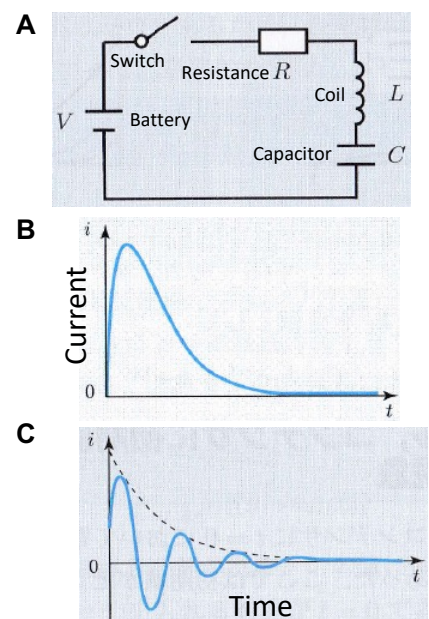 A
Switch
Resistance R
Coil
L
V
Battery
Capacitor
C
B
i
Current
0
t
C
i
0
t
Time